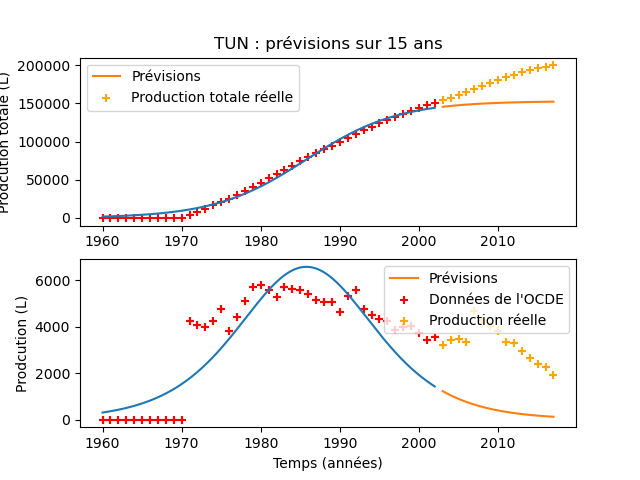 TUN : prévisions sur 15 ans
Prodcution totale (L)
200000
150000
100000
50000
0
Prévisions
Production totale réelle
1960 1970 1980 1990 2000 2010
Prodcution (L)
6000
4000
2000
0
Prévisions
Données de l'OCDE
Production réelle
1960 1970 1980 1990 2000 2010
Temps (années)